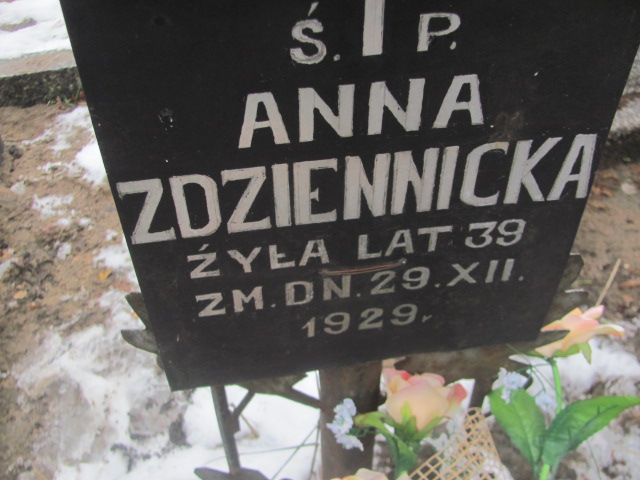 Ś. P.
ANNA
ZDZIENNICKA
ŻYŁA LAT 39
ZM. DN. 29. XII.
1929.